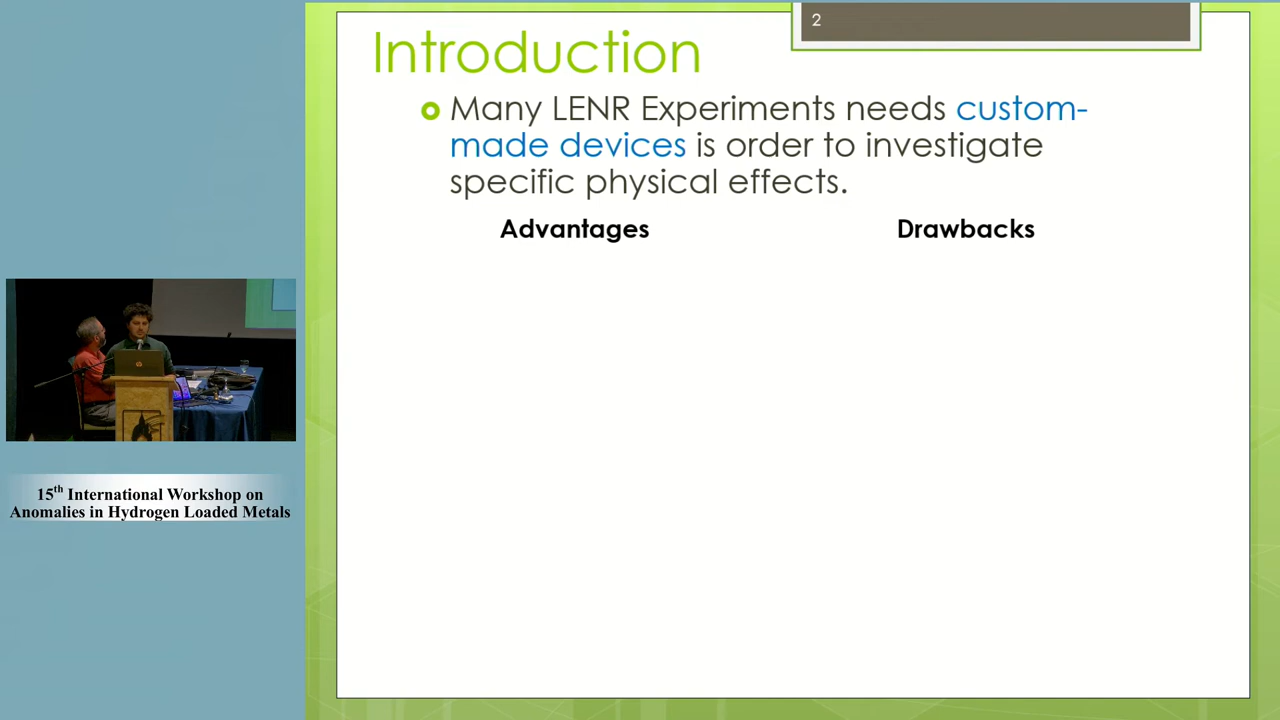 2
Introduction
Many LENR Experiments needs custom-
made devices is order to investigate
specific physical effects.
Advantages Drawbacks
15th International Workshop on
Anomalies in Hydrogen Loaded Metals